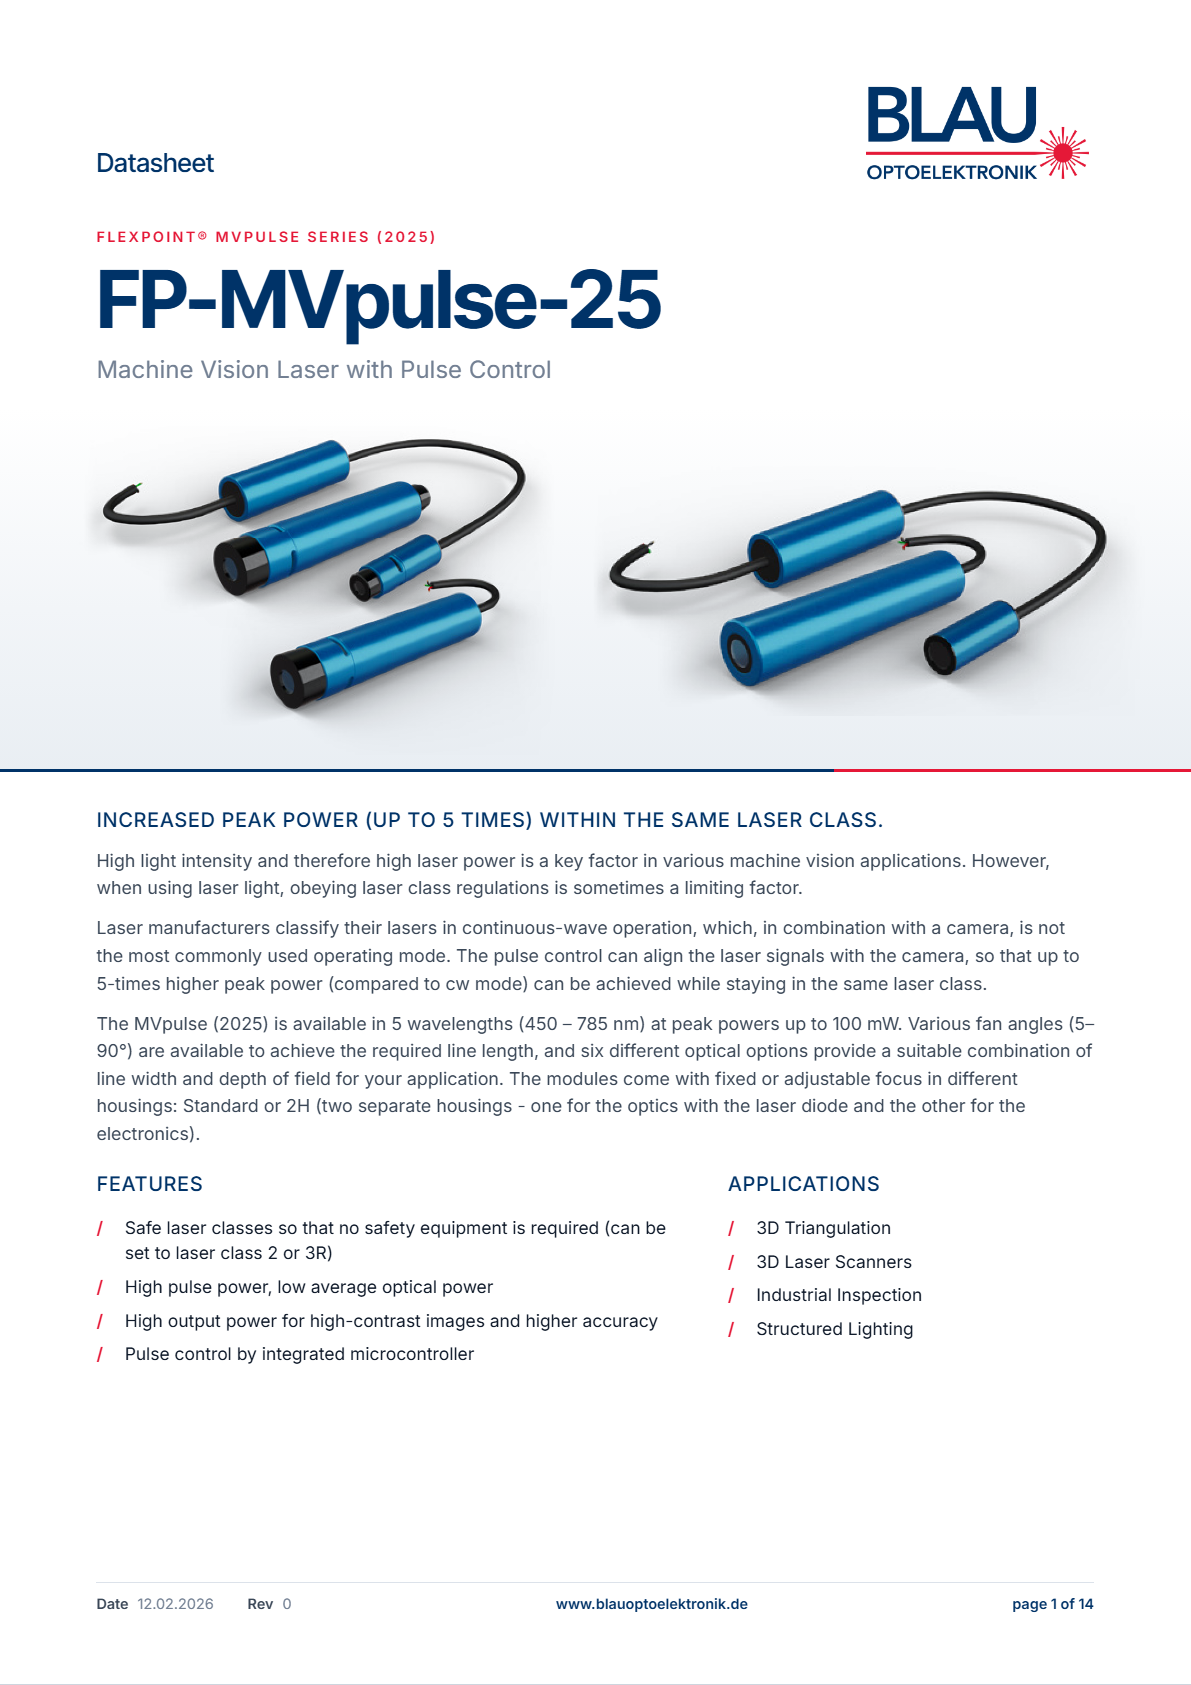 BLAU
OPTOELEKTRONIK
Datasheet
FLEXPOINT® MVPULSE SERIES (2025)
FP-MVpulse-25
Machine Vision Laser with Pulse Control
INCREASED PEAK POWER (UP TO 5 TIMES) WITHIN THE SAME LASER CLASS.
High light intensity and therefore high laser power is a key factor in various machine vision applications. However,
when using laser light, obeying laser class regulations is sometimes a limiting factor.
Laser manufacturers classify their lasers in continuous-wave operation, which, in combination with a camera, is not
the most commonly used operating mode. The pulse control can align the laser signals with the camera, so that up to
5-times higher peak power (compared to cw mode) can be achieved while staying in the same laser class.
The MVpulse (2025) is available in 5 wavelengths (450 – 785 nm) at peak powers up to 100 mW. Various fan angles (5–
90°) are available to achieve the required line length, and six different optical options provide a suitable combination of
line width and depth of field for your application. The modules come with fixed or adjustable focus in different
housings: Standard or 2H (two separate housings - one for the optics with the laser diode and the other for the
electronics).
FEATURES
/ Safe laser classes so that no safety equipment is required (can be
set to laser class 2 or 3R)
/ High pulse power, low average optical power
/ High output power for high-contrast images and higher accuracy
/ Pulse control by integrated microcontroller
APPLICATIONS
/ 3D Triangulation
/ 3D Laser Scanners
/ Industrial Inspection
/ Structured Lighting
Date 12.02.2026 Rev 0 www.blauoptoelektronik.de page 1 of 14